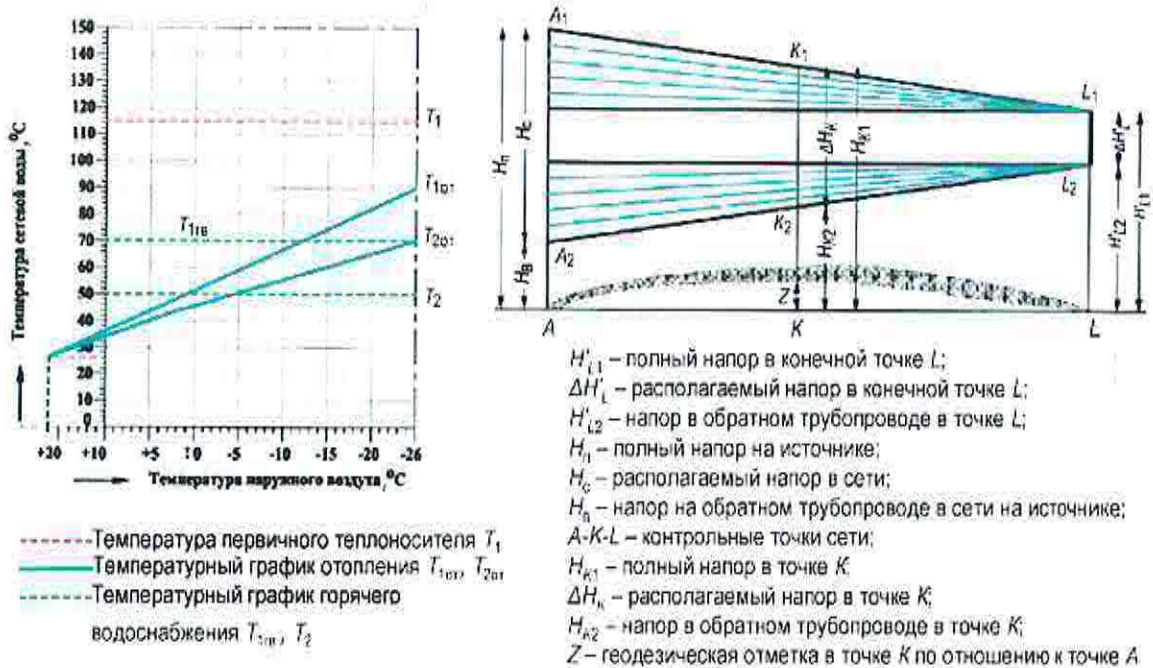 Температура сетевой воды, °С
150
140
130
120
110
100
90
80
70
60
50
40
30
20
10
0
T₁
T₁от
T₁гв
T₂от
T₂
+20 +10 +5 ±0 -5 -10 -15 -20 -26
Температура наружного воздуха, °С
Температура первичного теплоносителя T₁
Температурный график отопления T₁от, T₂от
Температурный график горячего
водоснабжения T₁гв, T₂
A₁
K₁
L₁
Hп
Hс
ΔHк
HК1
ΔH'L
L₂
K₂
A₂
HВ
HК2
H'L2
H'L1
Z
A
K
L
H'L1 – полный напор в конечной точке L;
ΔH'L – располагаемый напор в конечной точке L;
H'L2 – напор в обратном трубопроводе в точке L;
Hп – полный напор на источнике;
Hс – располагаемый напор в сети;
Hв – напор на обратном трубопроводе в сети на источнике;
A-K-L – контрольные точки сети;
HК1 – полный напор в точке K
ΔHк – располагаемый напор в точке K;
HК2 – напор в обратном трубопроводе в точке K;
Z – геодезическая отметка в точке K по отношению к точке A